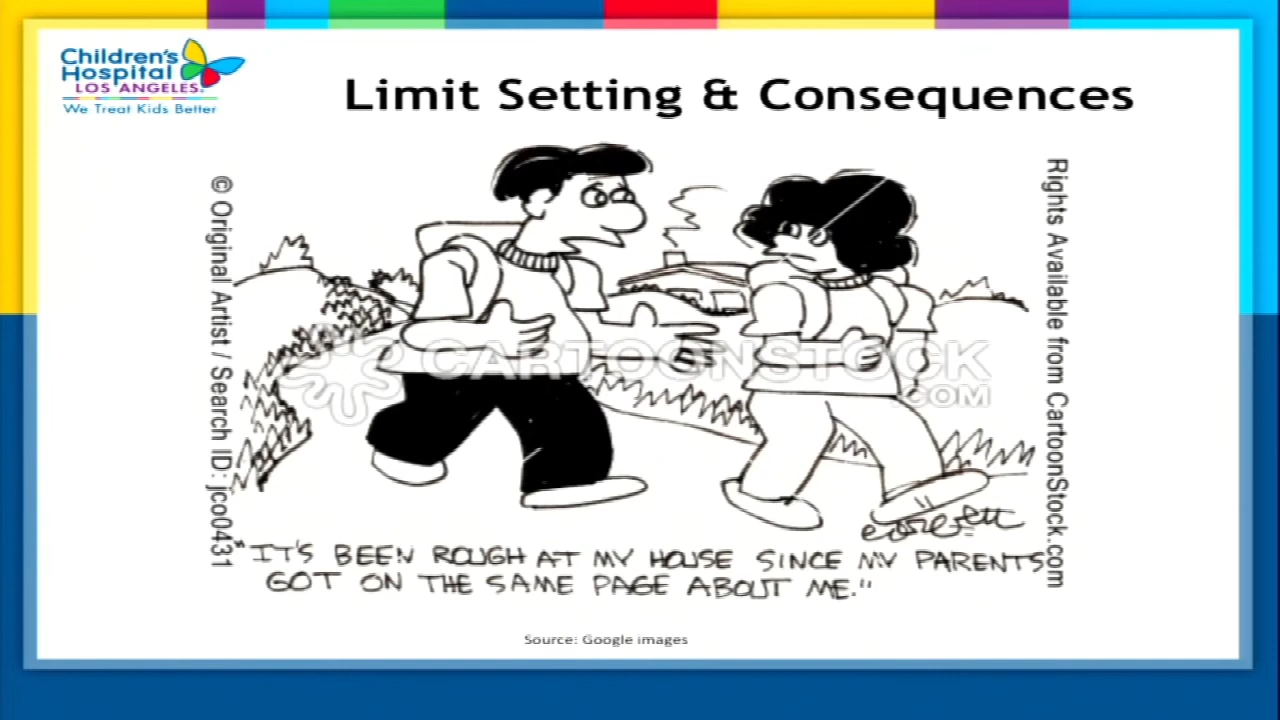 Children's
Hospital
LOS ANGELES
We Treat Kids Better
Limit Setting & Consequences
© Original Artist / Search ID: jco0431
Rights Available from CartoonStock.com
CARTOONSTOCK
.COM
everett
"IT'S BEEN ROUGH AT MY HOUSE SINCE MY PARENTS
GOT ON THE SAME PAGE ABOUT ME."
Source: Google images